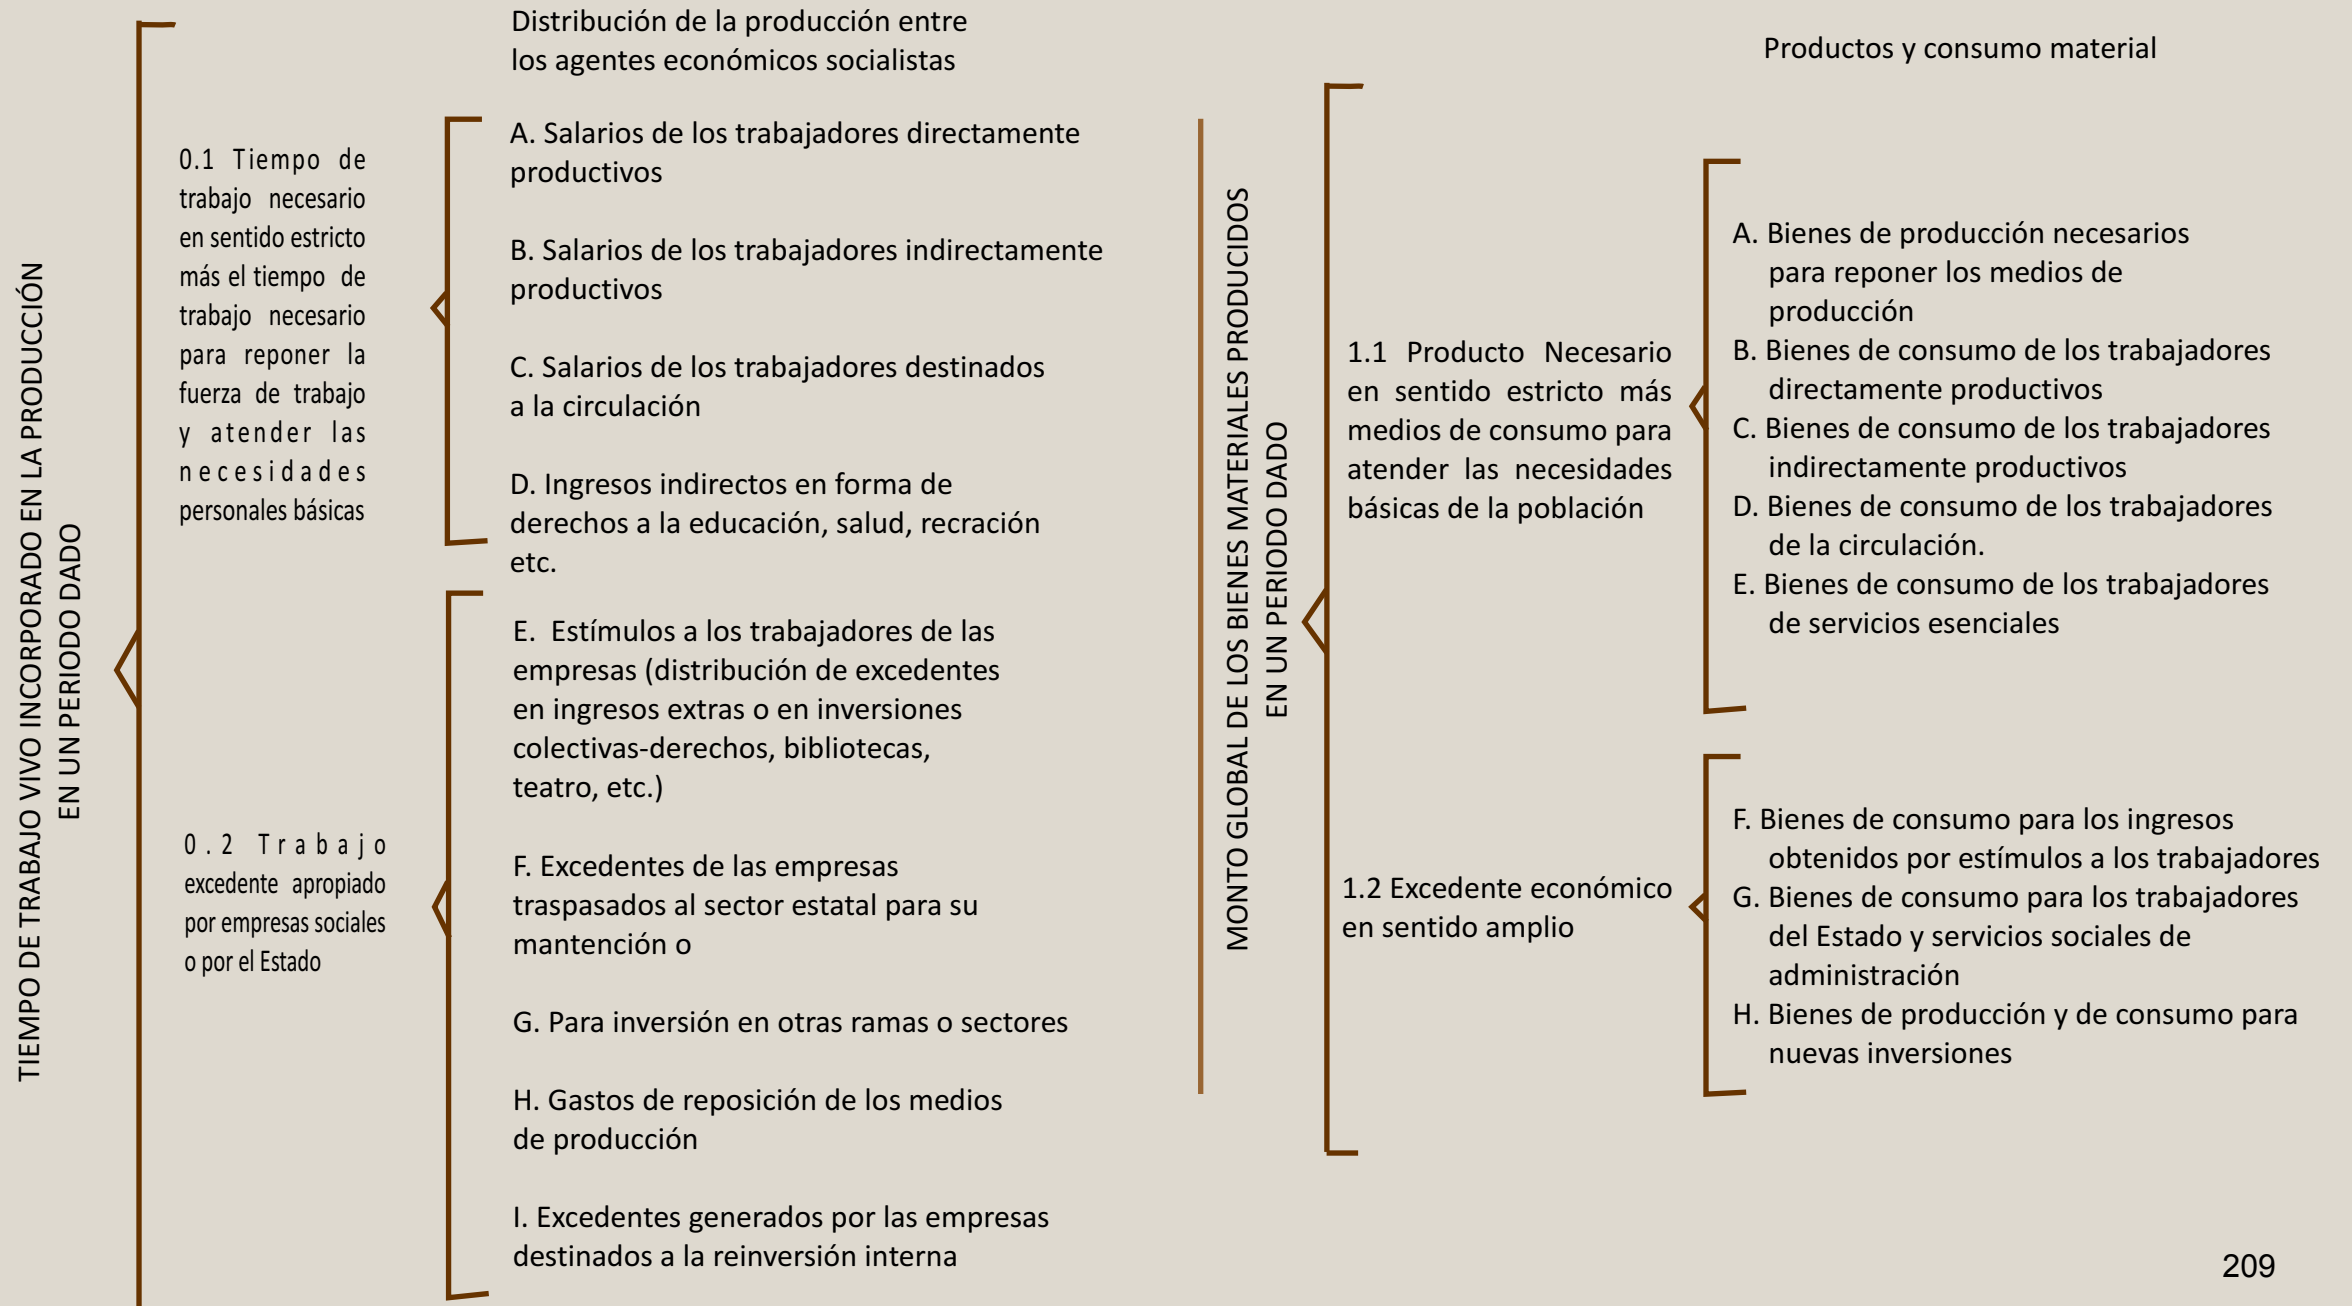 TIEMPO DE TRABAJO VIVO INCORPORADO EN LA PRODUCCIÓN
EN UN PERIODO DADO
0.1 Tiempo de
trabajo necesario
en sentido estricto
más el tiempo de
trabajo necesario
para reponer la
fuerza de trabajo
y atender las
necesidades
personales básicas
0.2 Trabajo
excedente apropiado
por empresas sociales
o por el Estado
Distribución de la producción entre
los agentes económicos socialistas
A. Salarios de los trabajadores directamente
productivos
B. Salarios de los trabajadores indirectamente
productivos
C. Salarios de los trabajadores destinados
a la circulación
D. Ingresos indirectos en forma de
derechos a la educación, salud, recración
etc.
E. Estímulos a los trabajadores de las
empresas (distribución de excedentes
en ingresos extras o en inversiones
colectivas-derechos, bibliotecas,
teatro, etc.)
F. Excedentes de las empresas
traspasados al sector estatal para su
mantención o
G. Para inversión en otras ramas o sectores
H. Gastos de reposición de los medios
de producción
I. Excedentes generados por las empresas
destinados a la reinversión interna
MONTO GLOBAL DE LOS BIENES MATERIALES PRODUCIDOS
EN UN PERIODO DADO
1.1 Producto Necesario
en sentido estricto más
medios de consumo para
atender las necesidades
básicas de la población
1.2 Excedente económico
en sentido amplio
Productos y consumo material
A. Bienes de producción necesarios
para reponer los medios de
producción
B. Bienes de consumo de los trabajadores
directamente productivos
C. Bienes de consumo de los trabajadores
indirectamente productivos
D. Bienes de consumo de los trabajadores
de la circulación.
E. Bienes de consumo de los trabajadores
de servicios esenciales
F. Bienes de consumo para los ingresos
obtenidos por estímulos a los trabajadores
G. Bienes de consumo para los trabajadores
del Estado y servicios sociales de
administración
H. Bienes de producción y de consumo para
nuevas inversiones
209